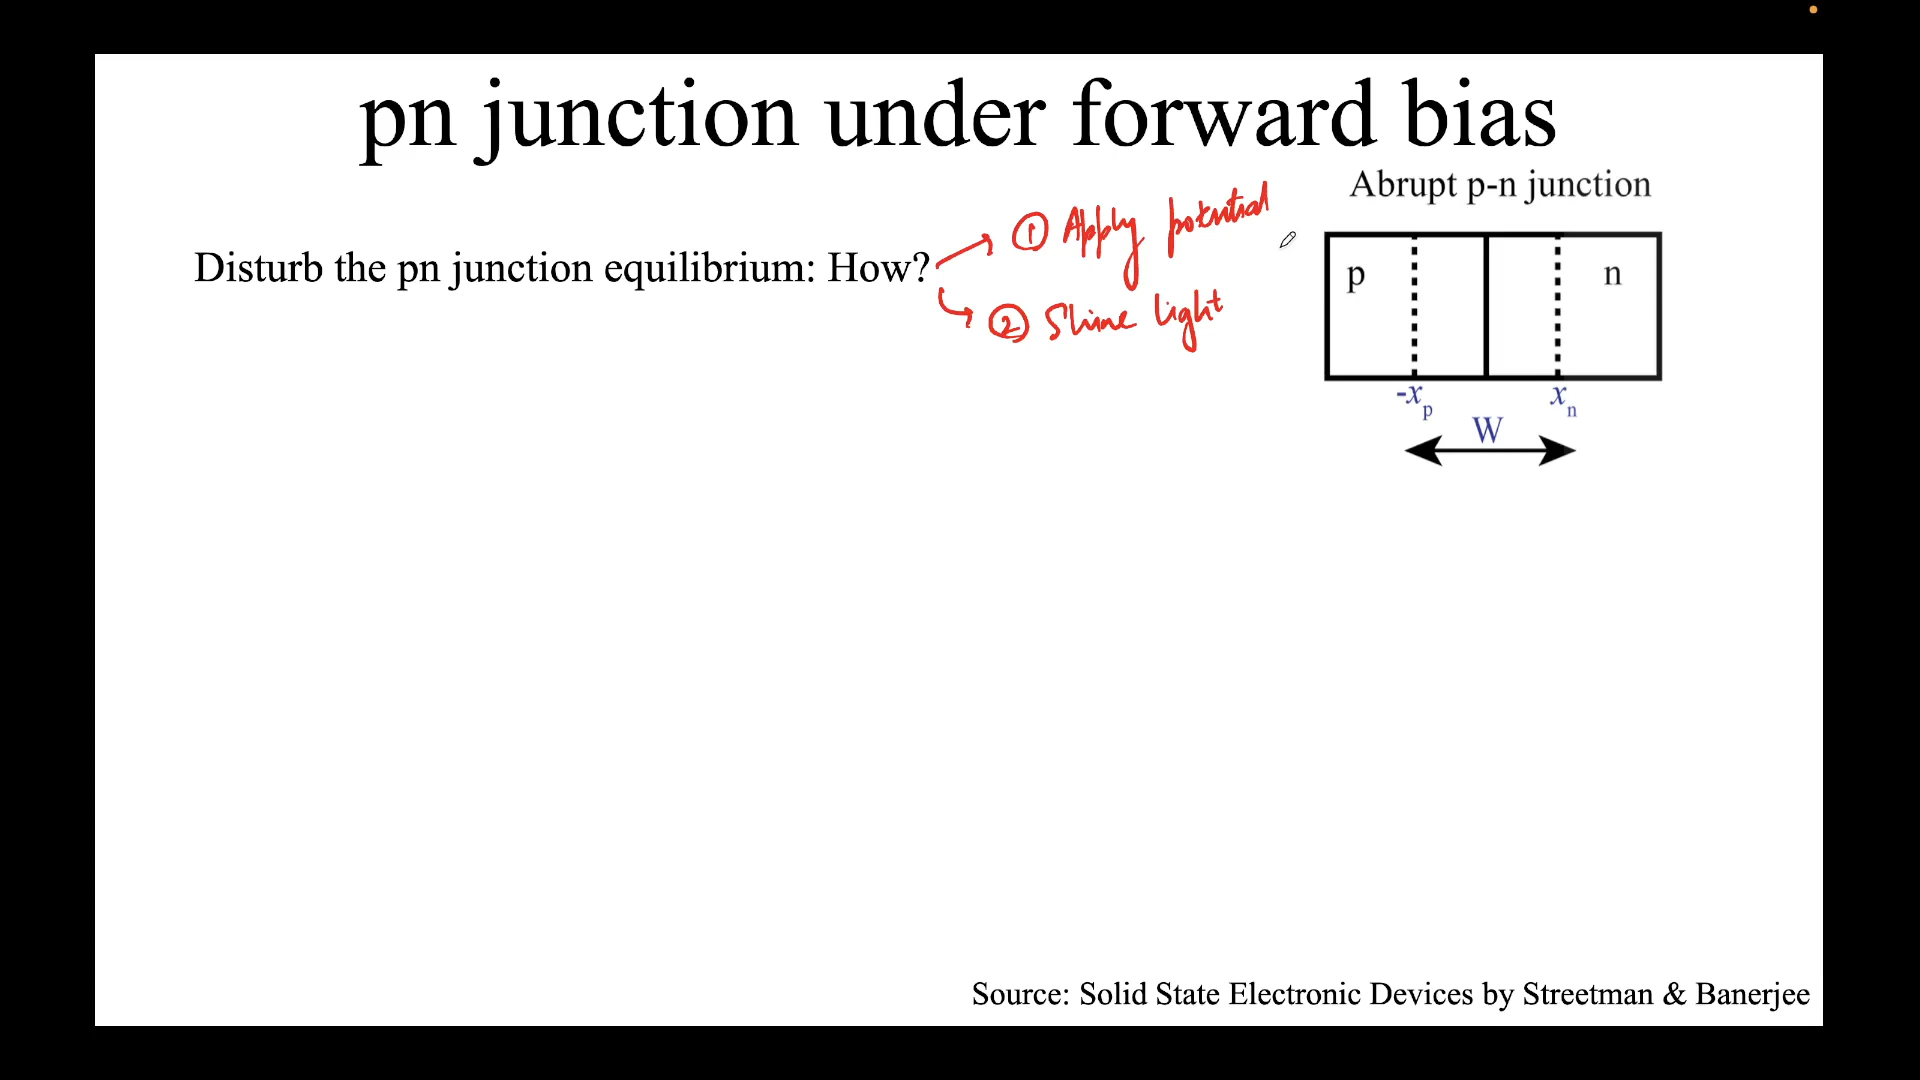 pn junction under forward bias
Abrupt p-n junction
① Apply potential
Disturb the pn junction equilibrium: How?
② Shine light
p
n
-xp
xn
W
Source: Solid State Electronic Devices by Streetman & Banerjee